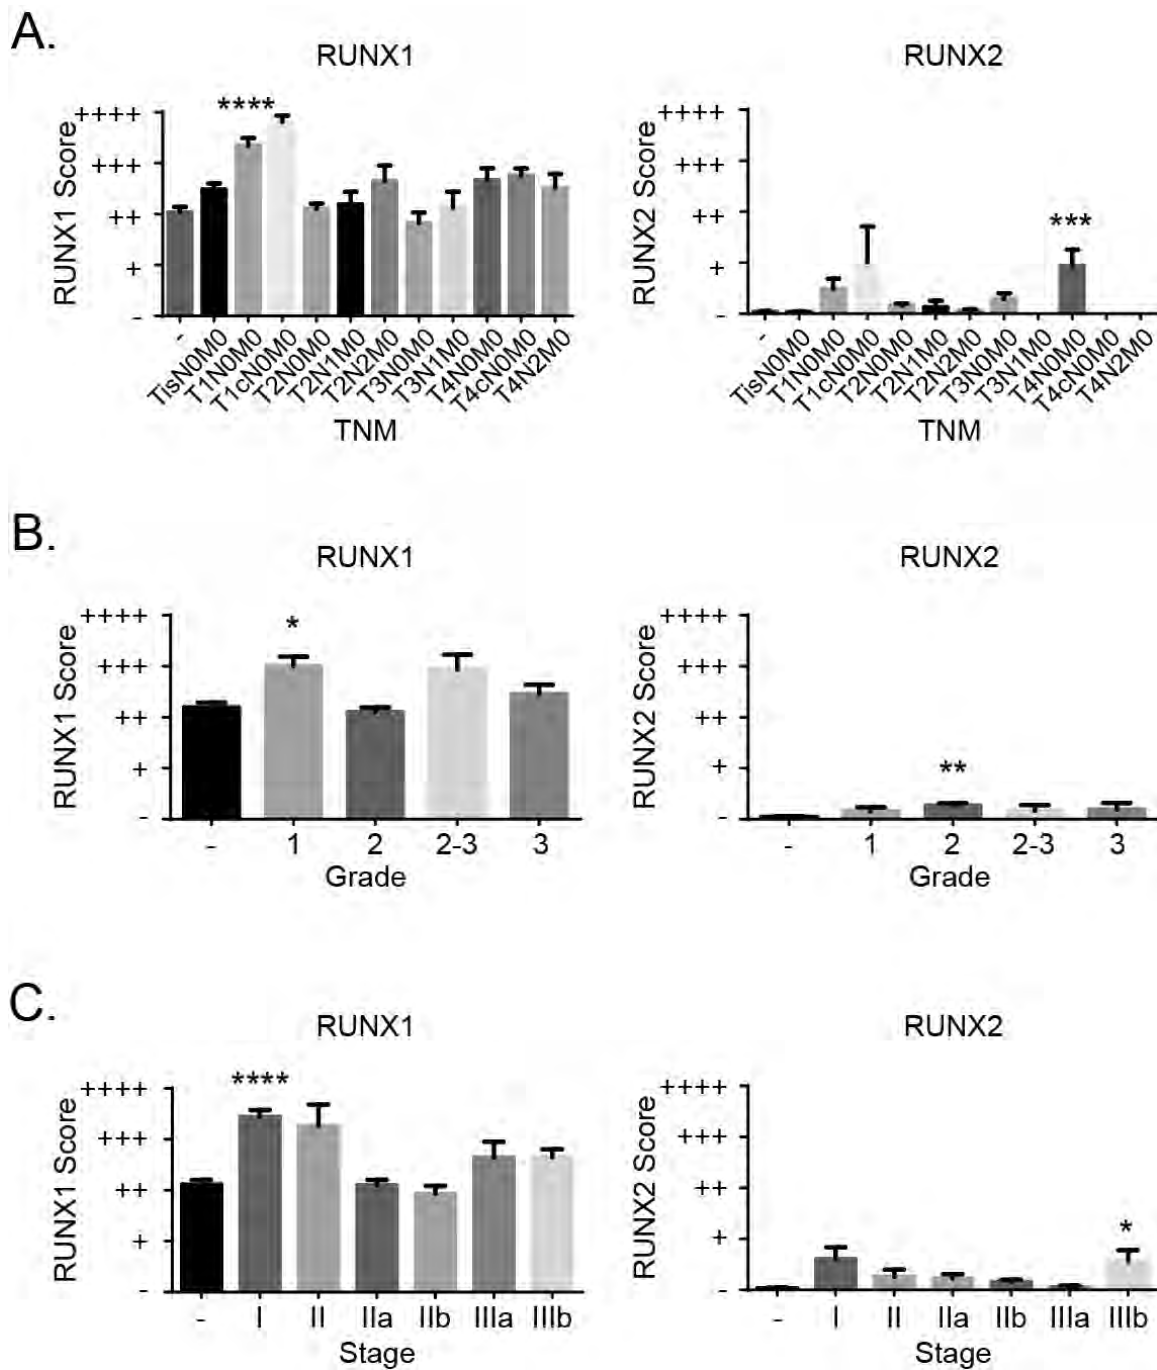 A.
RUNX1
RUNX2
****
++++
+++
++
+
-
RUNX1 Score
- TisN0M0 T1N0M0 T1cN0M0 T2N0M0 T2N1M0 T2N2M0 T3N0M0 T3N1M0 T4N0M0 T4cN0M0 T4N2M0
TNM
++++
+++
++
+
-
RUNX2 Score
***
- TisN0M0 T1N0M0 T1cN0M0 T2N0M0 T2N1M0 T2N2M0 T3N0M0 T3N1M0 T4N0M0 T4cN0M0 T4N2M0
TNM
B.
RUNX1
RUNX2
++++
+++
++
+
-
RUNX1 Score
*
- 1 2 2-3 3
Grade
++++
+++
++
+
-
RUNX2 Score
**
- 1 2 2-3 3
Grade
C.
RUNX1
RUNX2
****
++++
+++
++
+
-
RUNX1 Score
- I II IIa IIb IIIa IIIb
Stage
++++
+++
++
+
-
RUNX2 Score
*
- I II IIa IIb IIIa IIIb
Stage